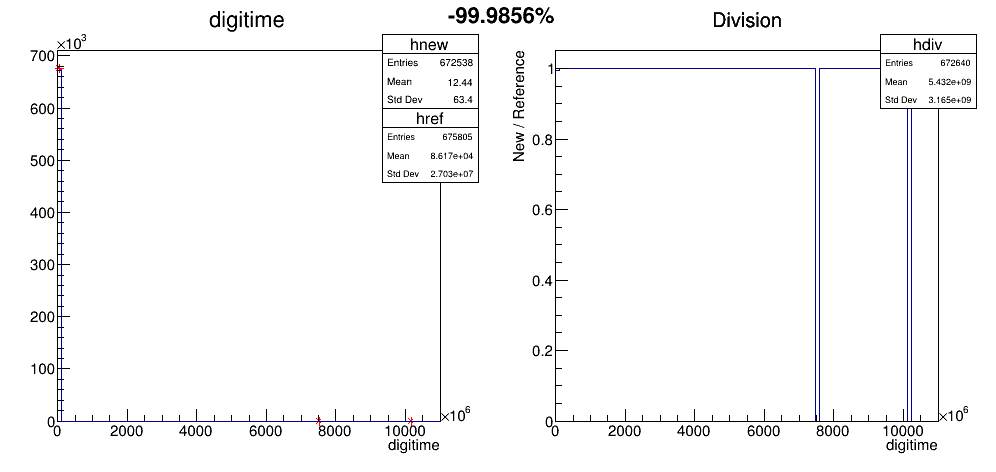 digitime
-99.9856%
Division
×10³
hnew
Entries 672538
Mean 12.44
Std Dev 63.4
href
Entries 675805
Mean 8.617e+04
Std Dev 2.703e+07
700
600
500
400
300
200
100
0
0 2000 4000 6000 8000 10000
×10⁶
digitime
hdiv
Entries 672640
Mean 5.432e+09
Std Dev 3.165e+09
New / Reference
1
0.8
0.6
0.4
0.2
0
0 2000 4000 6000 8000 10000
×10⁶
digitime